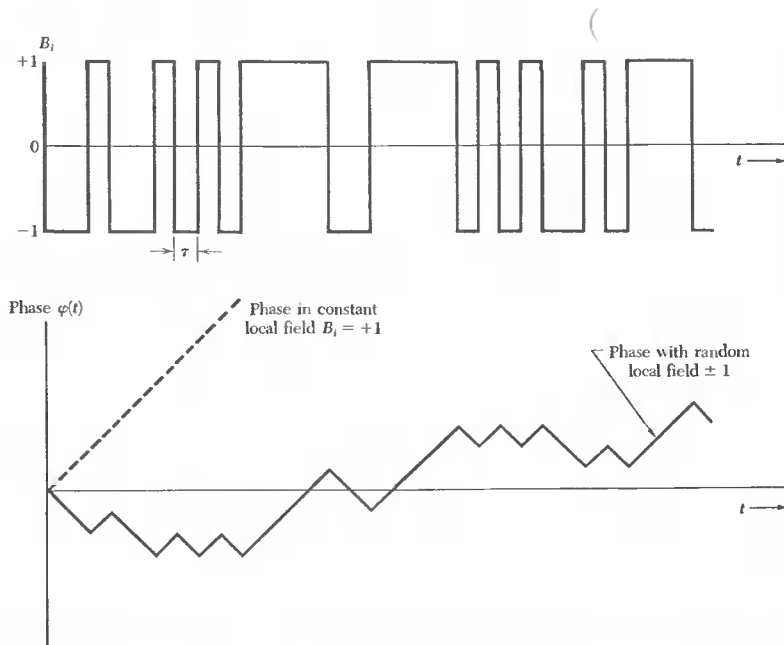 B_i
+1
0
−1
t
τ
Phase φ(t)
Phase in constant
local field B_i = +1
Phase with random
local field ± 1
t